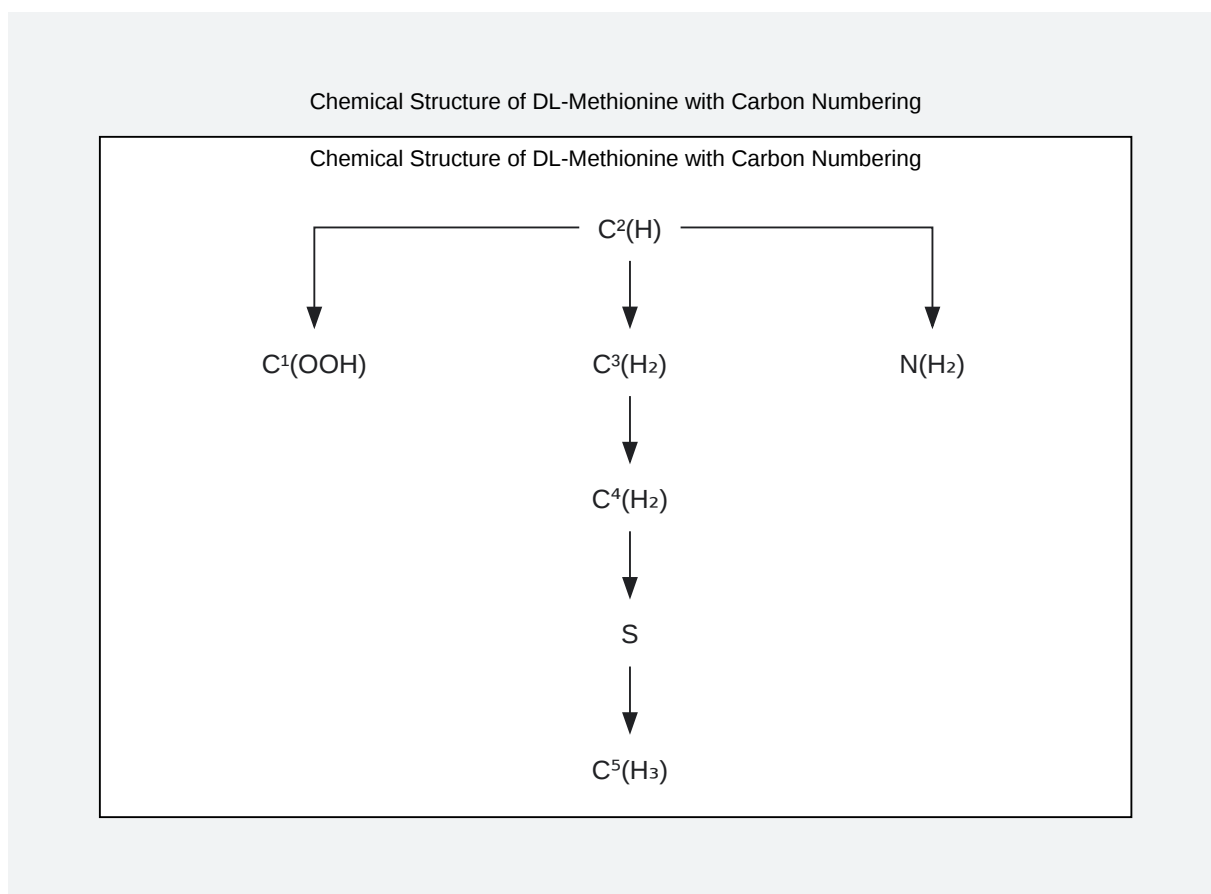 Chemical Structure of DL-Methionine with Carbon Numbering
Chemical Structure of DL-Methionine with Carbon Numbering
C²(H)
C¹(OOH) C³(H₂) N(H₂)
C⁴(H₂)
S
C⁵(H₃)